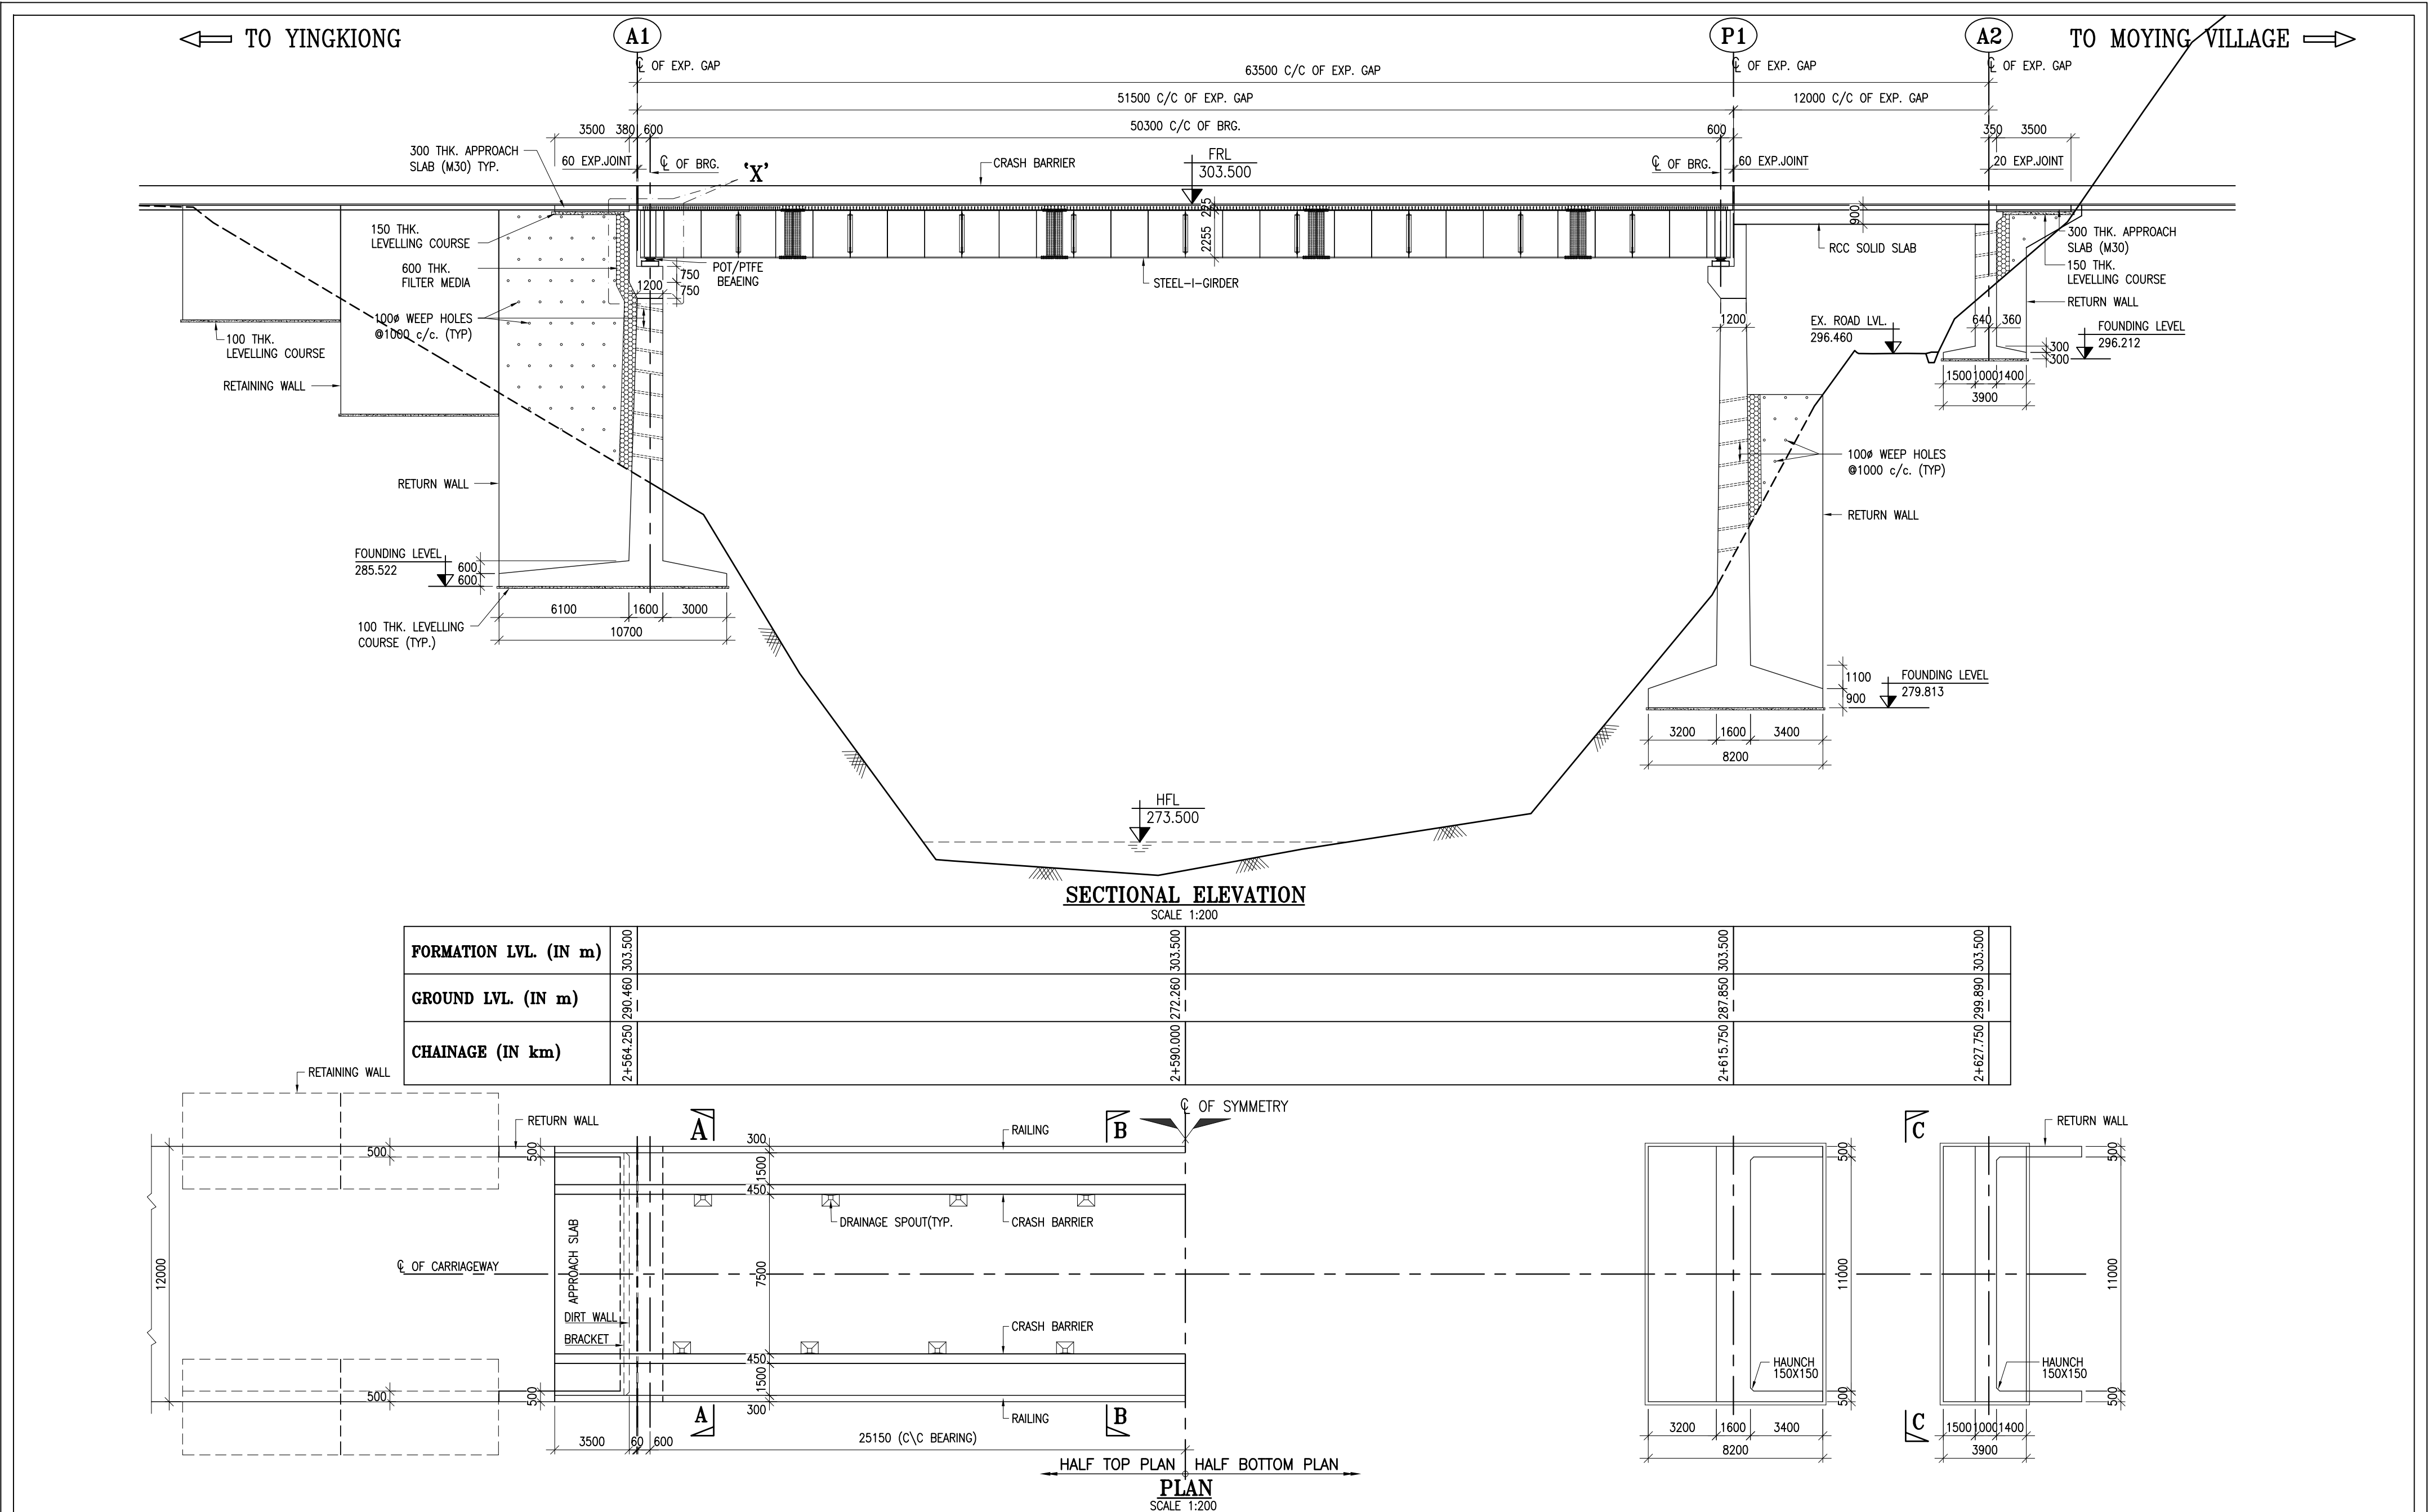 TO YINGKIONG
A1
P1
A2
TO MOYING VILLAGE
℄ OF EXP. GAP
℄ OF EXP. GAP
℄ OF EXP. GAP
63500 C/C OF EXP. GAP
51500 C/C OF EXP. GAP
12000 C/C OF EXP. GAP
3500
380
600
50300 C/C OF BRG.
600
350
3500
300 THK. APPROACH
SLAB (M30) TYP.
60 EXP.JOINT
℄ OF BRG.
'X'
CRASH BARRIER
FRL
303.500
℄ OF BRG.
60 EXP.JOINT
20 EXP.JOINT
225
2255
900
150 THK.
LEVELLING COURSE
600 THK.
FILTER MEDIA
POT/PTFE
BEAEING
750
750
1200
STEEL-I-GIRDER
RCC SOLID SLAB
300 THK. APPROACH
SLAB (M30)
150 THK.
LEVELLING COURSE
RETURN WALL
100ø WEEP HOLES
@1000 c/c. (TYP)
100 THK.
LEVELLING COURSE
RETAINING WALL
1200
EX. ROAD LVL.
296.460
640
360
FOUNDING LEVEL
296.212
300
300
1500
1000
1400
3900
100ø WEEP HOLES
@1000 c/c. (TYP)
RETURN WALL
RETURN WALL
FOUNDING LEVEL
285.522
600
600
6100
1600
3000
10700
100 THK. LEVELLING
COURSE (TYP.)
1100
900
FOUNDING LEVEL
279.813
3200
1600
3400
8200
HFL
273.500
SECTIONAL ELEVATION
SCALE 1:200
FORMATION LVL. (IN m)
303.500
303.500
303.500
303.500
GROUND LVL. (IN m)
290.460
272.260
287.850
299.890
CHAINAGE (IN km)
2+564.250
2+590.000
2+615.750
2+627.750
RETAINING WALL
RETURN WALL
A
B
℄ OF SYMMETRY
C
RETURN WALL
RAILING
300
1500
450
500
500
500
500
DRAINAGE SPOUT(TYP.
CRASH BARRIER
12000
℄ OF CARRIAGEWAY
APPROACH SLAB
7500
11000
11000
DIRT WALL
BRACKET
CRASH BARRIER
450
1500
300
HAUNCH
150X150
HAUNCH
150X150
500
500
500
500
A
RAILING
B
C
3500
60
600
25150 (C\C BEARING)
3200
1600
3400
8200
1500
1000
1400
3900
HALF TOP PLAN
HALF BOTTOM PLAN
PLAN
SCALE 1:200